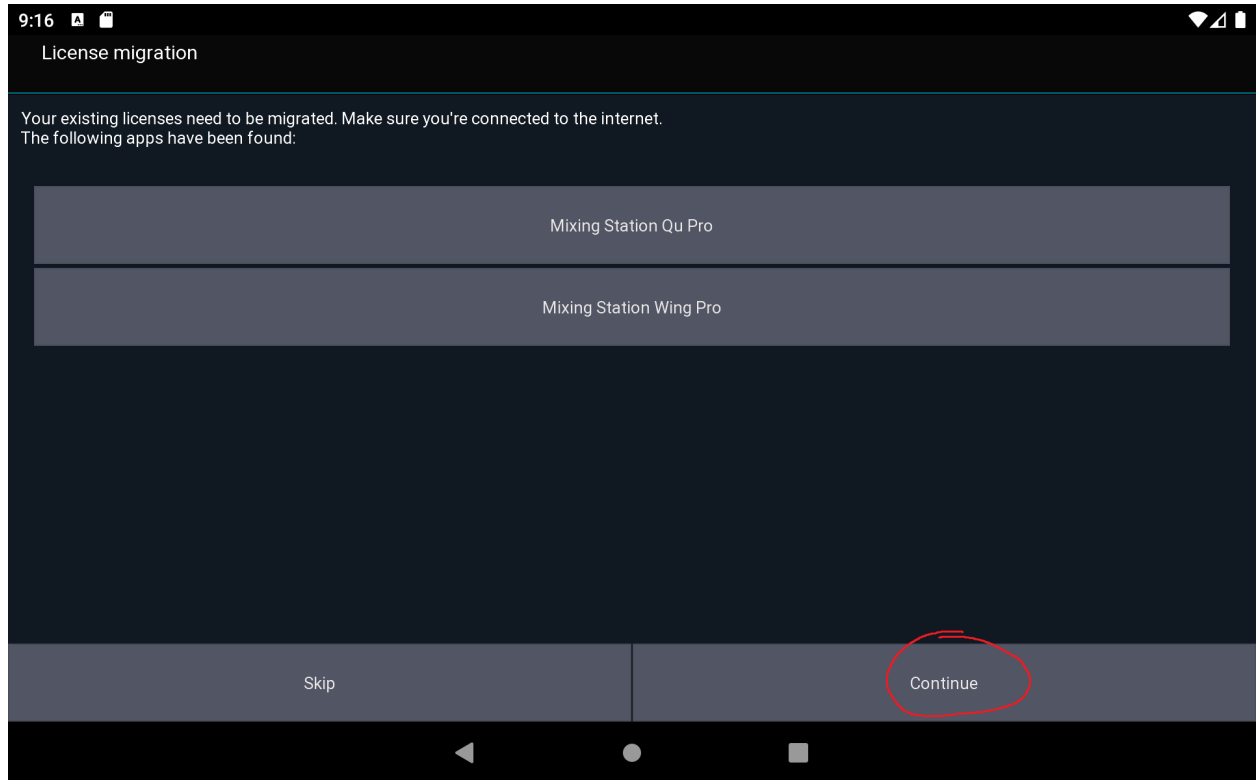 9:16
License migration
Your existing licenses need to be migrated. Make sure you're connected to the internet.
The following apps have been found:
Mixing Station Qu Pro
Mixing Station Wing Pro
Skip
Continue